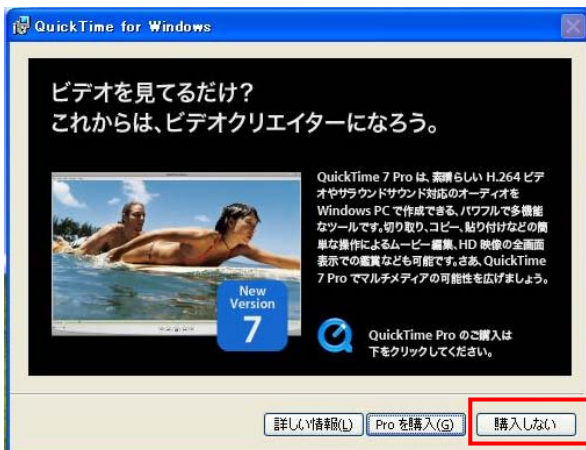 QuickTime for Windows
ビデオを見てるだけ?
これからは、ビデオクリエイターになろう。
QuickTime 7 Pro は、素晴らしい H.264 ビデ
オやサラウンドサウンド対応のオーディオを
Windows PC で作成できる、パワフルで多機能
なツールです。切り取り、コピー、貼り付けなどの簡
単な操作によるムービー編集、HD 映像の全画面
表示での鑑賞なども可能です。さあ、QuickTime
7 Pro でマルチメディアの可能性を広げましょう。
New
Version
7
QuickTime Pro のご購入は
下をクリックしてください。
詳しい情報(L)
Pro を購入(G)
購入しない